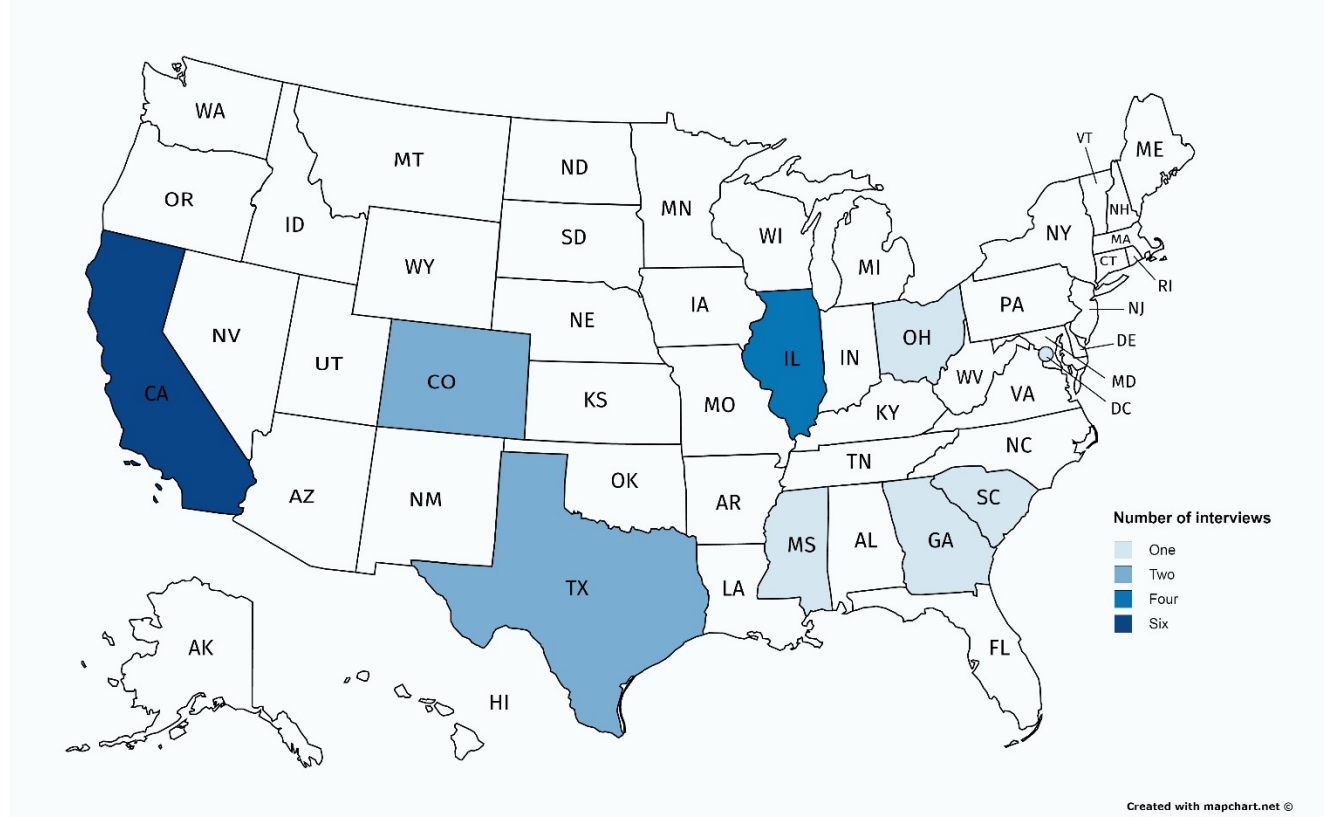 WA
MT
ND
MN
VT
ME
OR
ID
SD
WI
NH
WY
MI
NY
MA
CT
RI
IA
PA
NJ
NE
NV
OH
DE
UT
IL
IN
CO
WV
MD
CA
KS
MO
VA
DC
KY
NC
TN
OK
AZ
NM
AR
SC
MS
AL
GA
TX
LA
FL
AK
HI
Number of interviews
One
Two
Four
Six
Created with mapchart.net ©